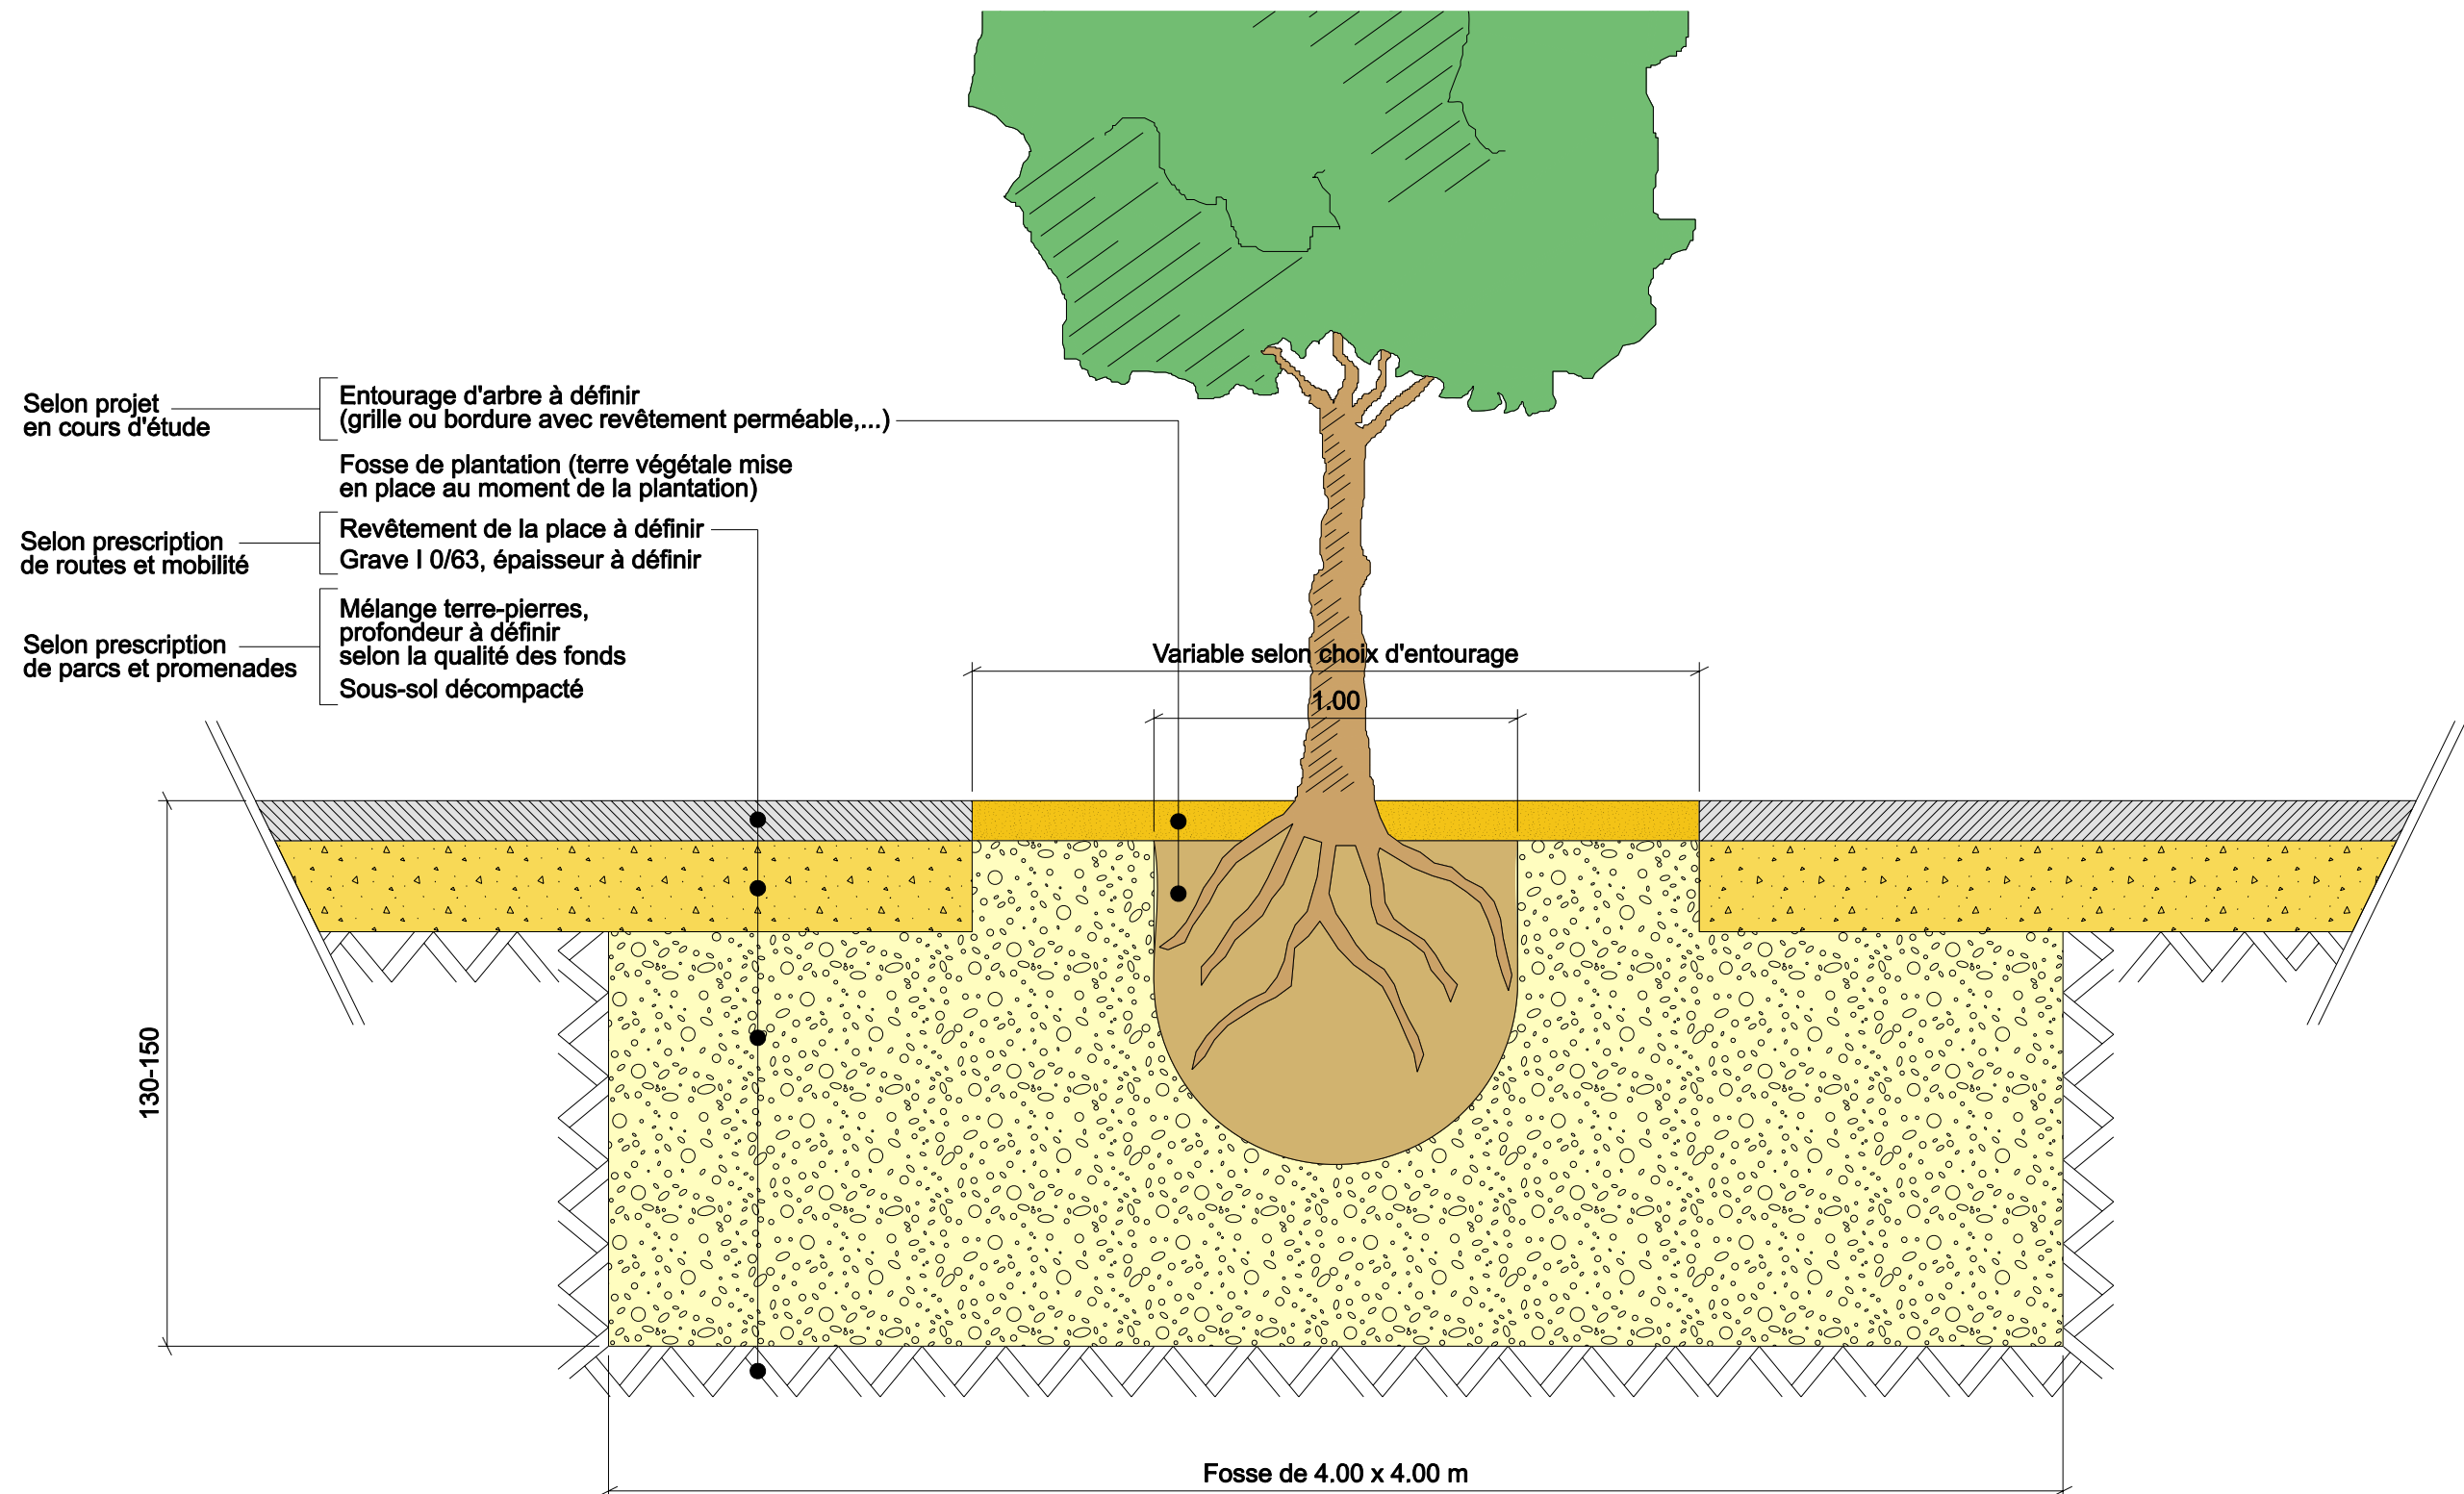 Selon projet
en cours d'étude
Entourage d'arbre à définir
(grille ou bordure avec revêtement perméable,...)
Fosse de plantation (terre végétale mise
en place au moment de la plantation)
Selon prescription
de routes et mobilité
Revêtement de la place à définir
Grave I 0/63, épaisseur à définir
Selon prescription
de parcs et promenades
Mélange terre-pierres,
profondeur à définir
selon la qualité des fonds
Sous-sol décompacté
Variable selon choix d'entourage
1.00
130-150
Fosse de 4.00 x 4.00 m